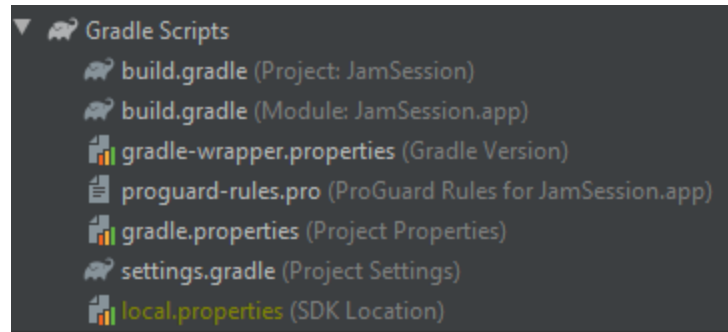 Gradle Scripts
build.gradle (Project: JamSession)
build.gradle (Module: JamSession.app)
gradle-wrapper.properties (Gradle Version)
proguard-rules.pro (ProGuard Rules for JamSession.app)
gradle.properties (Project Properties)
settings.gradle (Project Settings)
local.properties (SDK Location)